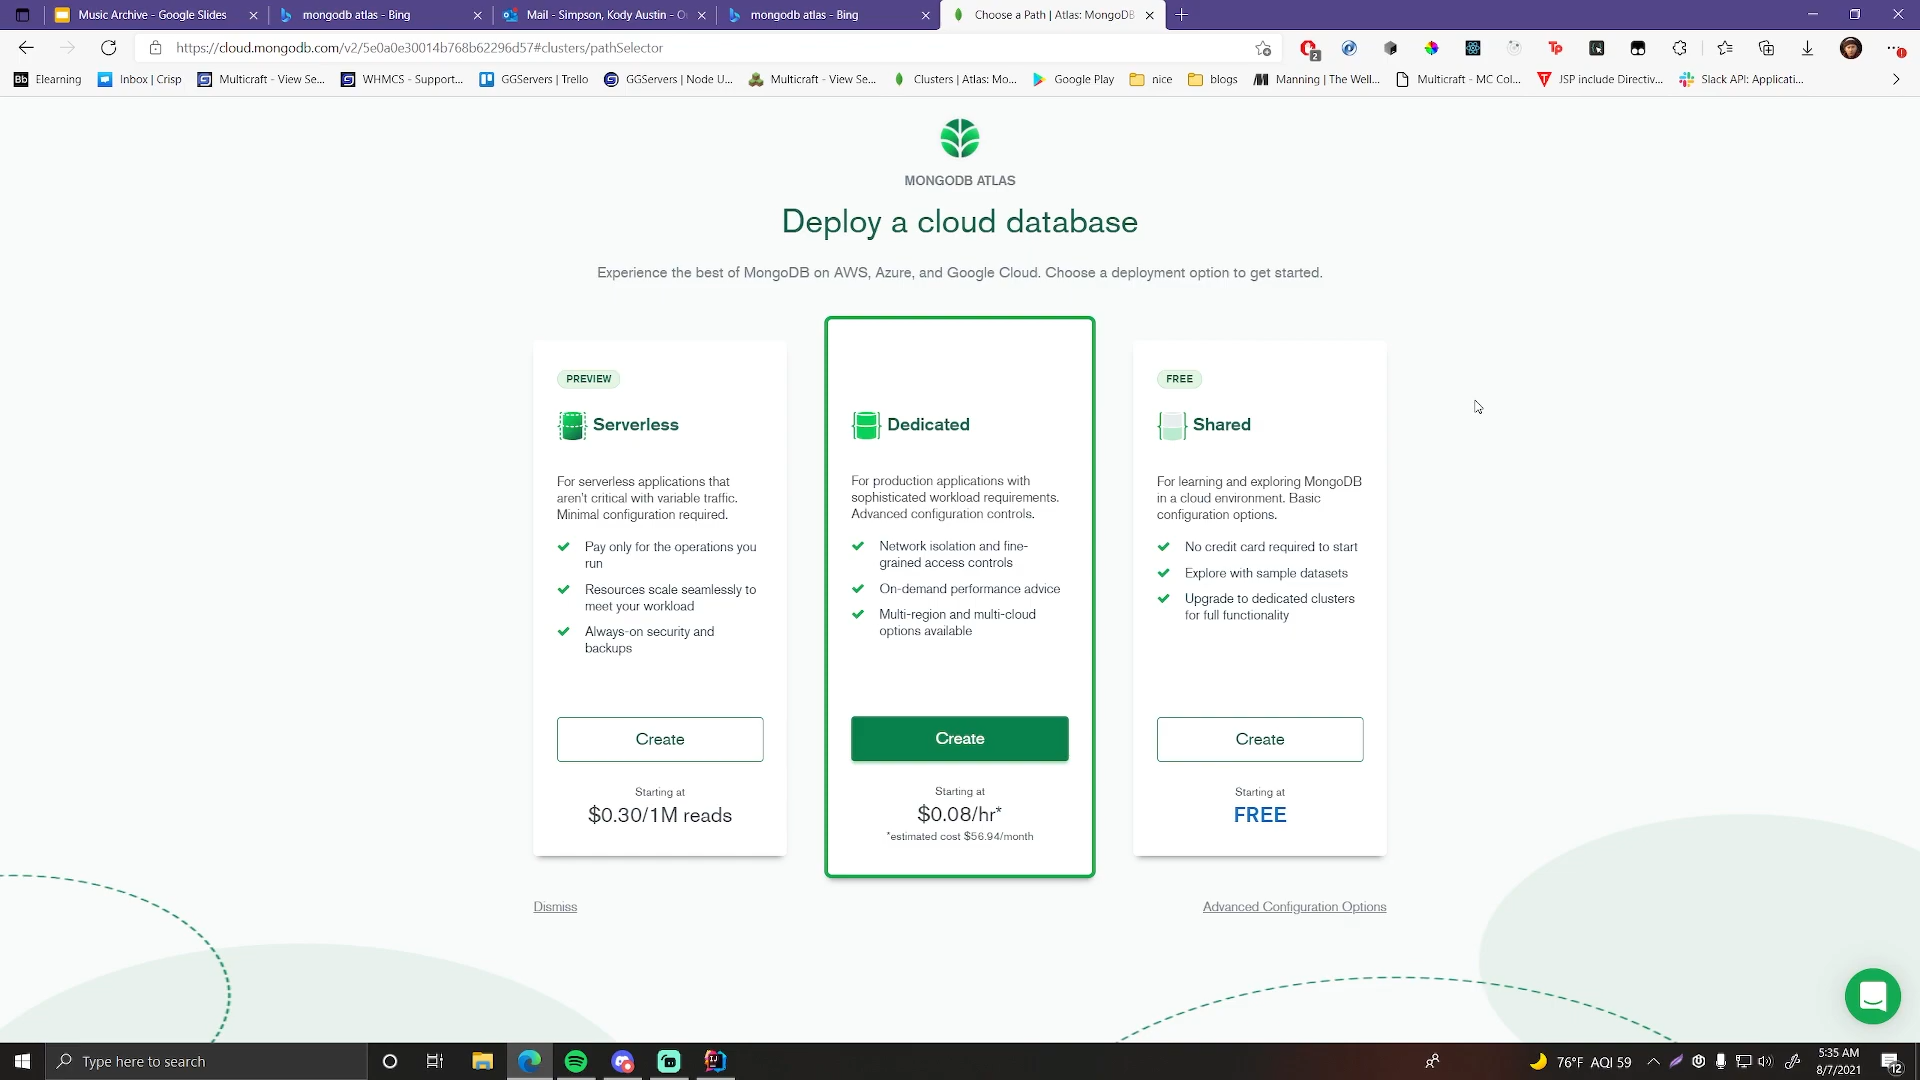 Music Archive - Google Slides
mongodb atlas - Bing
Mail - Simpson, Kody Austin - O
mongodb atlas - Bing
Choose a Path | Atlas: MongoDB
https://cloud.mongodb.com/v2/5e0a0e30014b768b62296d57#clusters/pathSelector
2
Tp
Bb Elearning
Inbox | Crisp
Multicraft - View Se...
WHMCS - Support...
GGServers | Trello
GGServers | Node U...
Multicraft - View Se...
Clusters | Atlas: Mo...
Google Play
nice
blogs
Manning | The Well...
Multicraft - MC Col...
JSP include Directiv...
Slack API: Applicati...
MONGODB ATLAS
Deploy a cloud database
Experience the best of MongoDB on AWS, Azure, and Google Cloud. Choose a deployment option to get started.
PREVIEW
Serverless
For serverless applications that
aren't critical with variable traffic.
Minimal configuration required.
Pay only for the operations you
run
Resources scale seamlessly to
meet your workload
Always-on security and
backups
Create
Starting at
$0.30/1M reads
Dedicated
For production applications with
sophisticated workload requirements.
Advanced configuration controls.
Network isolation and fine-
grained access controls
On-demand performance advice
Multi-region and multi-cloud
options available
Create
Starting at
$0.08/hr*
*estimated cost $56.94/month
FREE
Shared
For learning and exploring MongoDB
in a cloud environment. Basic
configuration options.
No credit card required to start
Explore with sample datasets
Upgrade to dedicated clusters
for full functionality
Create
Starting at
FREE
Dismiss
Advanced Configuration Options
Type here to search
76°F AQI 59
5:35 AM
8/7/2021
12